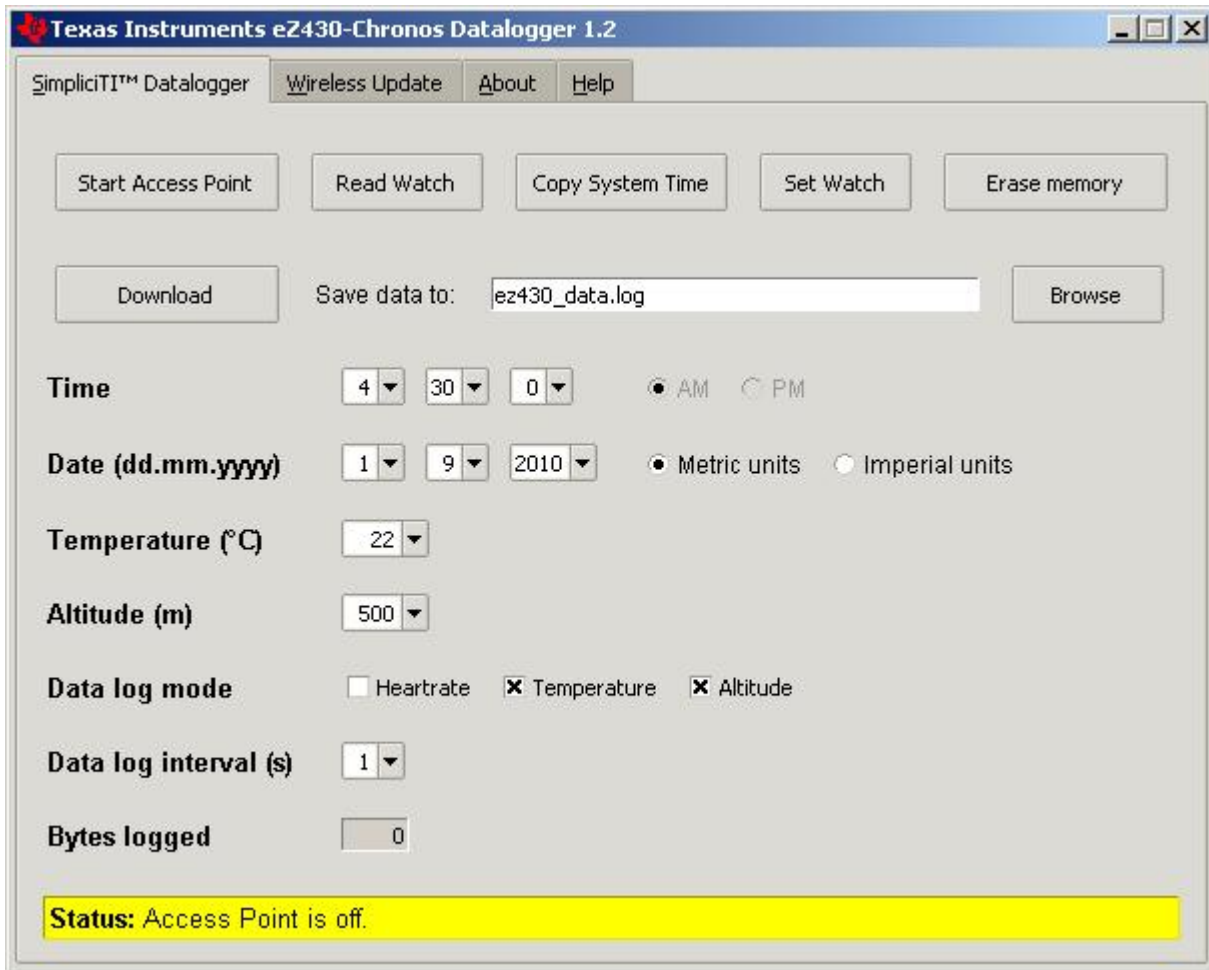 Texas Instruments eZ430-Chronos Datalogger 1.2
SimpliciTI™ Datalogger Wireless Update About Help
Start Access Point Read Watch Copy System Time Set Watch Erase memory
Download Save data to: ez430_data.log Browse
Time 4 30 0 AM PM
Date (dd.mm.yyyy) 1 9 2010 Metric units Imperial units
Temperature (°C) 22
Altitude (m) 500
Data log mode Heartrate Temperature Altitude
Data log interval (s) 1
Bytes logged 0
Status: Access Point is off.